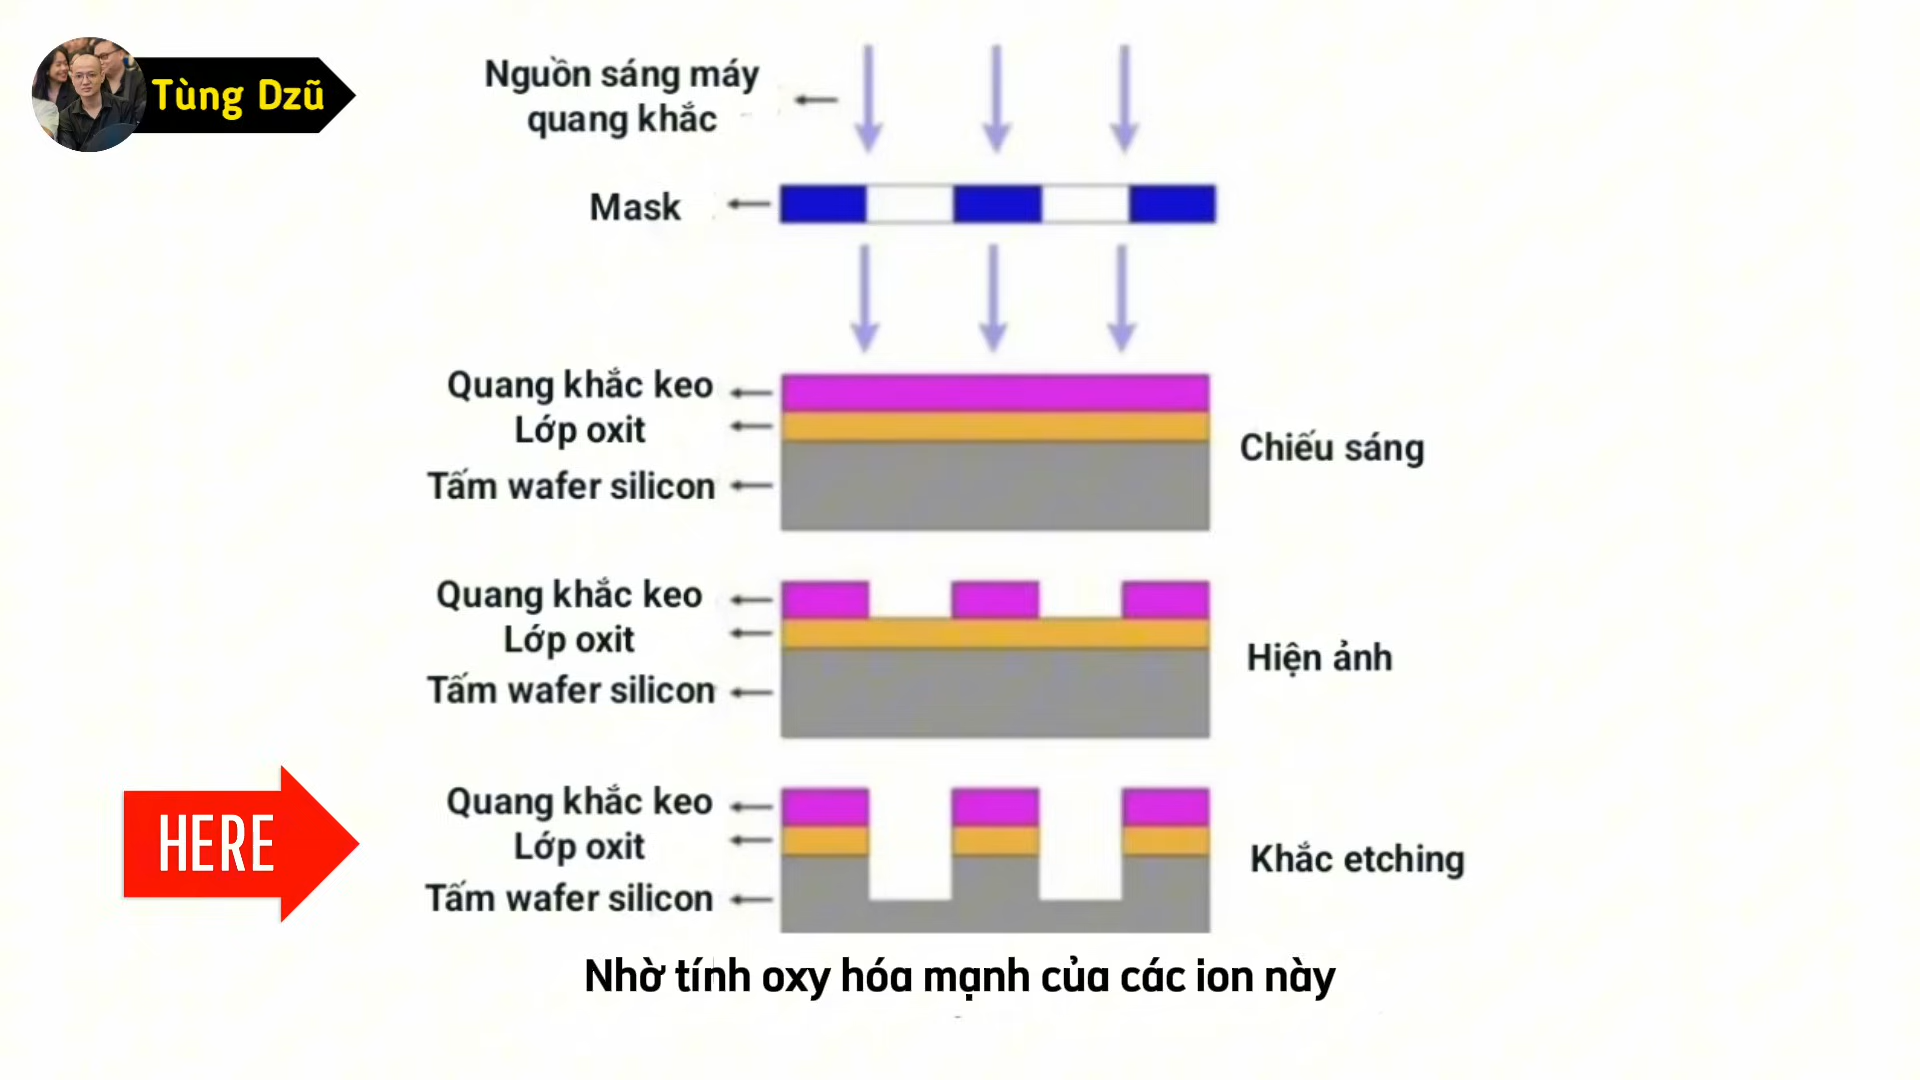 Tùng Dzũ
Nguồn sáng máy
quang khắc
Mask
Quang khắc keo
Lớp oxit
Tấm wafer silicon
Chiếu sáng
Quang khắc keo
Lớp oxit
Tấm wafer silicon
Hiện ảnh
HERE
Quang khắc keo
Lớp oxit
Tấm wafer silicon
Khắc etching
Nhờ tính oxy hóa mạnh của các ion này